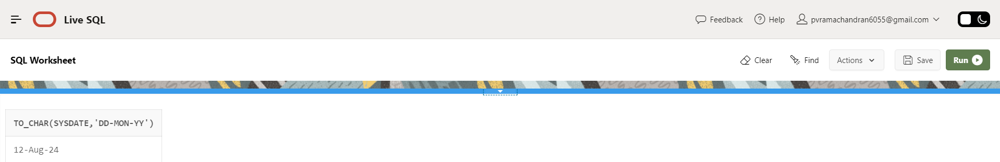 Live SQL Feedback Help pvramachandran6055@gmail.com
SQL Worksheet Clear Find Actions Save Run
TO_CHAR(SYSDATE,'DD-MON-YY')
12-Aug-24